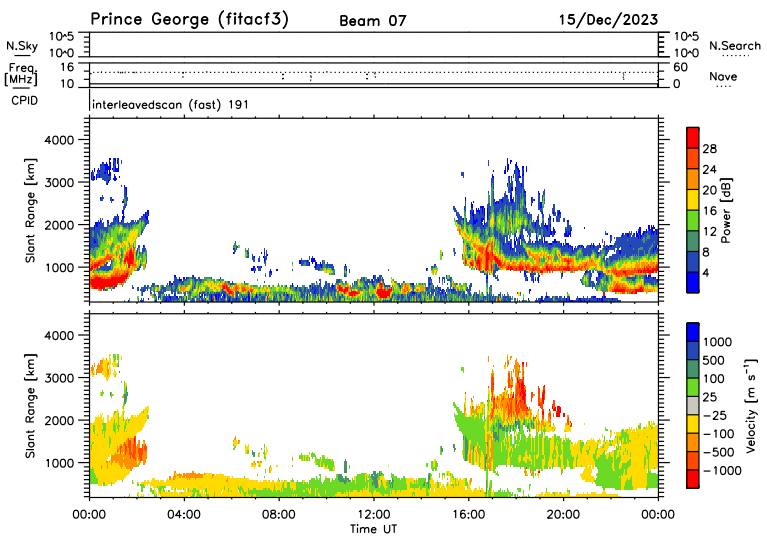 Prince George (fitacf3) Beam 07 15/Dec/2023
N.Sky 10^5 10^5 N.Search
10^0 10^0
Freq. 16 60 Nave
[MHz] 10 0
CPID interleavedscan (fast) 191
Slant Range [km]
4000
3000
2000
1000
28
24
20
16
12
8
4
Power [dB]
Slant Range [km]
4000
3000
2000
1000
1000
500
100
25
-25
-100
-500
-1000
Velocity [m s⁻¹]
00:00 04:00 08:00 12:00 16:00 20:00 00:00
Time UT